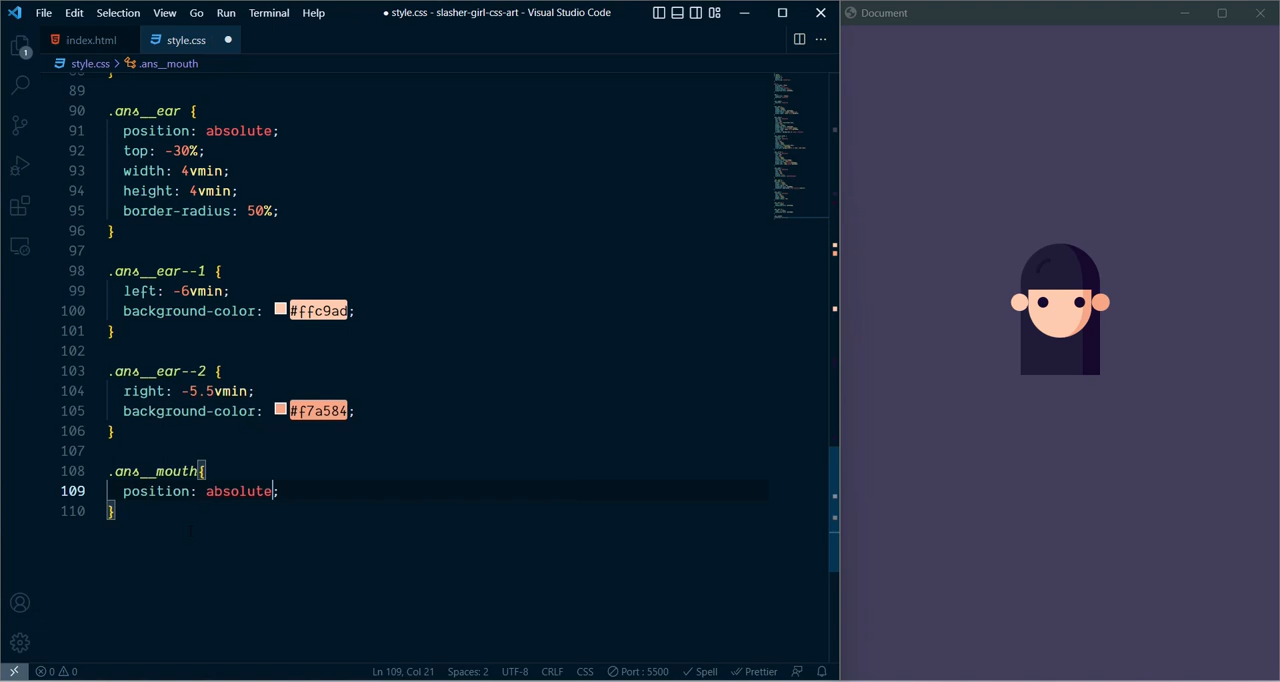 File Edit Selection View Go Run Terminal Help
● style.css - slasher-girl-css-art - Visual Studio Code
Document
1
index.html
style.css ●
style.css > .ans__mouth
89
90 .ans__ear {
91 position: absolute;
92 top: -30%;
93 width: 4vmin;
94 height: 4vmin;
95 border-radius: 50%;
96 }
97
98 .ans__ear--1 {
99 left: -6vmin;
100 background-color: #ffc9ad;
101 }
102
103 .ans__ear--2 {
104 right: -5.5vmin;
105 background-color: #f7a584;
106 }
107
108 .ans__mouth{
109 position: absolute;
110 }
0 0 Ln 109, Col 21 Spaces: 2 UTF-8 CRLF CSS Port : 5500 Spell Prettier